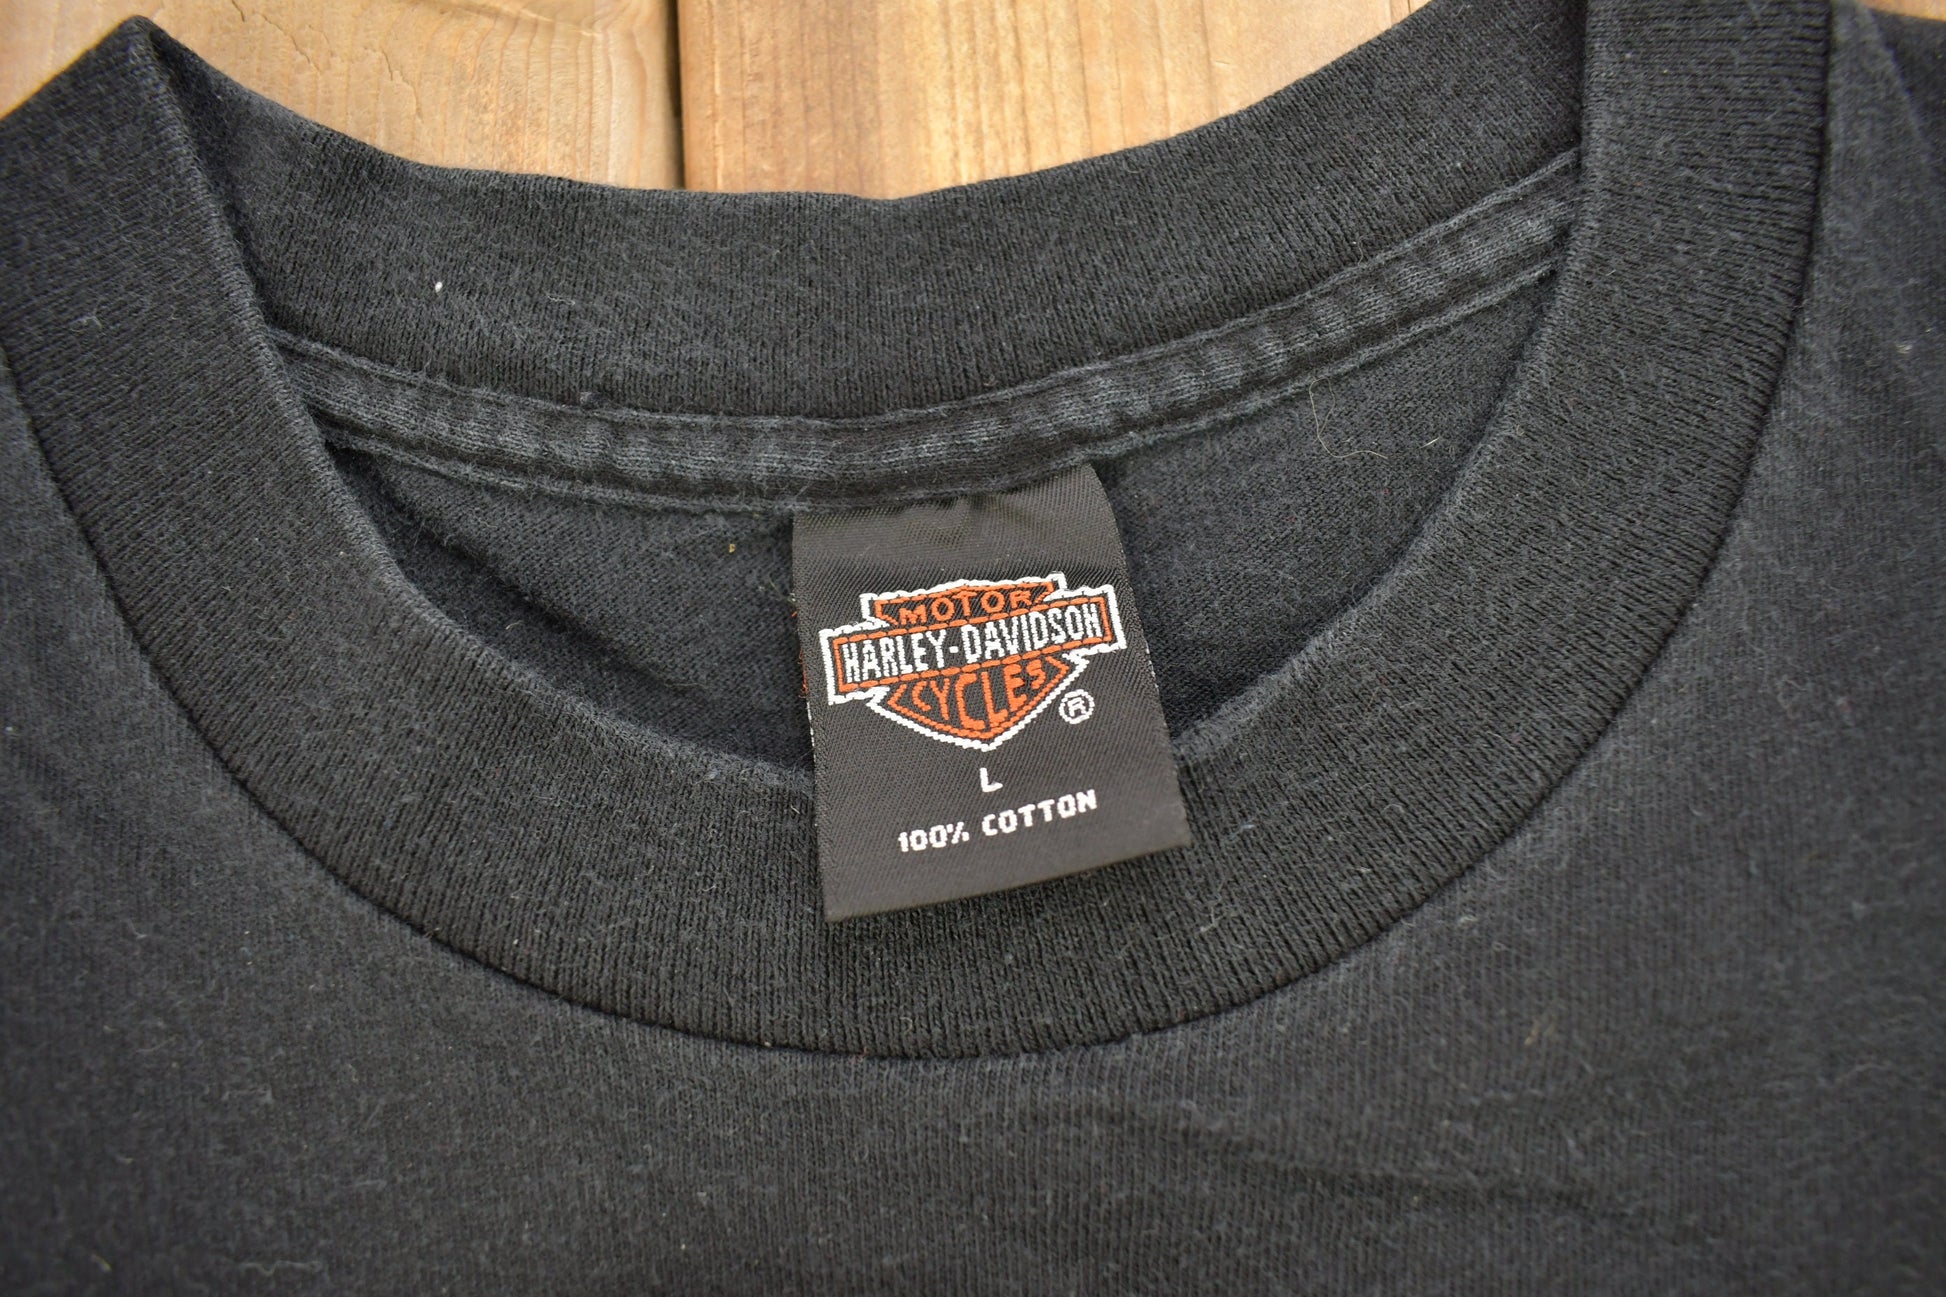 MOTOR
HARLEY-DAVIDSON
CYCLES
®
L
100% COTTON